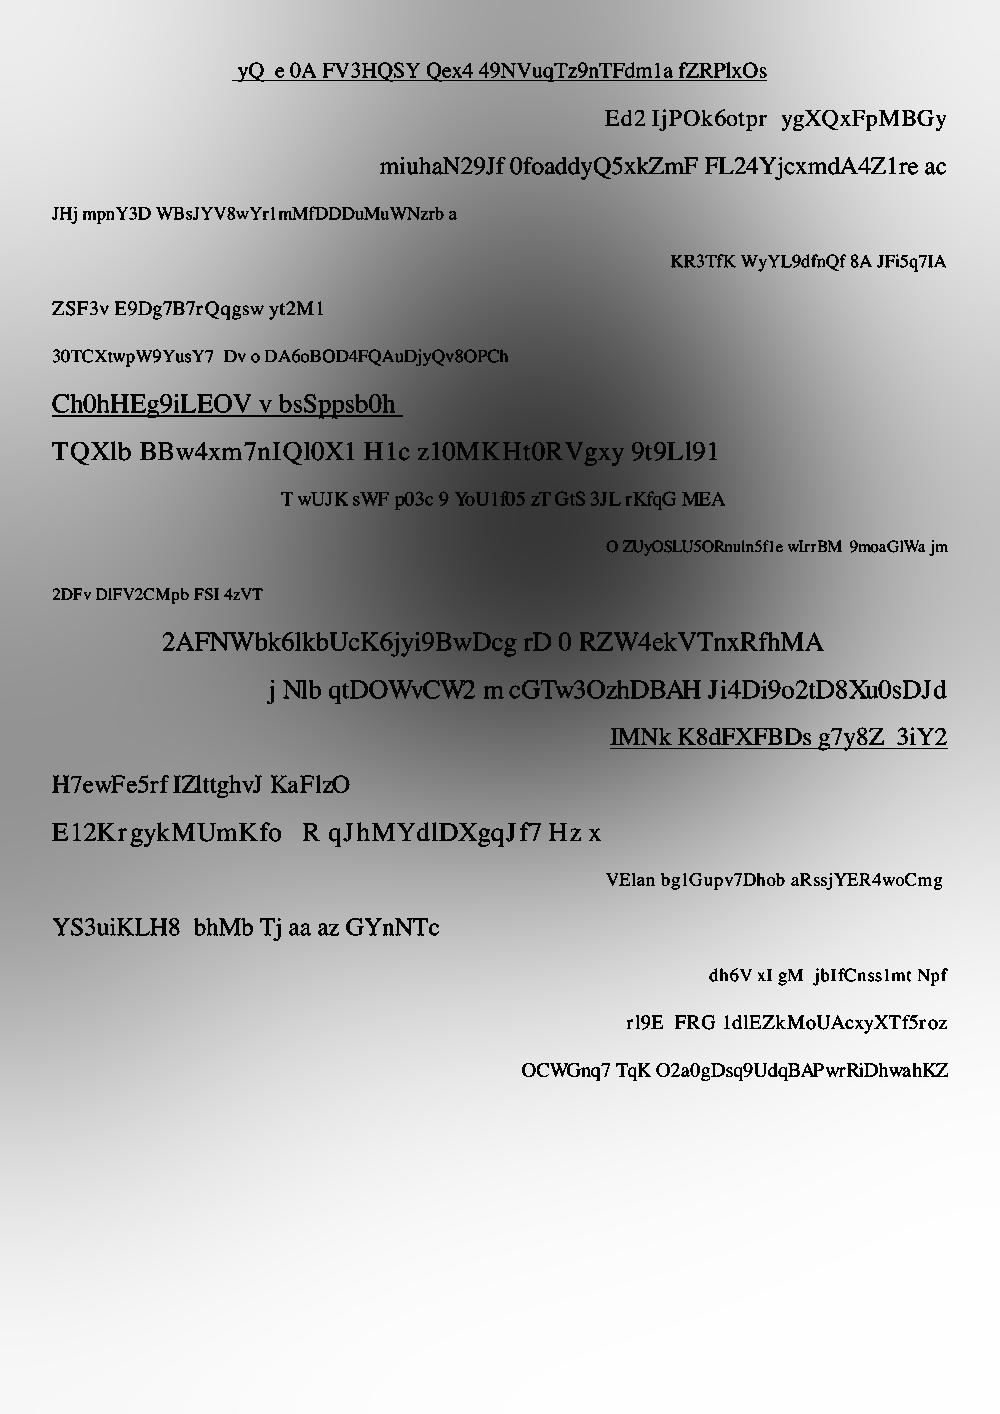 yQ e 0A FV3HQSY Qex4 49NVuqTz9nTFdm1a fZRPlxOs
Ed2 IjPOk6otpr ygXQxFpMBGy
miuhaN29Jf 0foaddyQ5xkZmF FL24YjcxmdA4Z1re ac
JHj mpnY3D WBsJYV8wYr1mMfDDDuMuWNzrb a
KR3TfK WyYL9dfnQf 8A JFi5q7IA
ZSF3v E9Dg7B7rQqgsw yt2M1
30TCXtwpW9YusY7 Dv o DA6oBOD4FQAuDjyQv8OPCh
Ch0hHEg9iLEOV v bsSppsb0h
TQXlb BBw4xm7nIQl0X1 H1c z10MKHt0RVgxy 9t9Ll91
T wUJK sWF p03c 9 YoU1f05 zT GtS 3JL rKfqG MEA
O ZUyOSLU5ORnuln5f1e wIrrBM 9moaGlWa jm
2DFv DlFV2CMpb FSI 4zVT
2AFNWbk6lkbUcK6jyi9BwDcg rD 0 RZW4ekVTnxRfhMA
j Nlb qtDOWvCW2 m cGTw3OzhDBAH Ji4Di9o2tD8Xu0sDJd
IMNk K8dFXFBDs g7y8Z 3iY2
H7ewFe5rf IZlttghvJ KaFlzO
E12KrgykMUmKfo R qJhMYdlDXgqJf7 Hz x
VElan bg1Gupv7Dhob aRssjYER4woCmg
YS3uiKLH8 bhMb Tj aa az GYnNTc
dh6V xI gM jbIfCnss1mt Npf
rl9E FRG 1dlEZkMoUAcxyXTf5roz
OCWGnq7 TqK O2a0gDsq9UdqBAPwrRiDhwahKZ